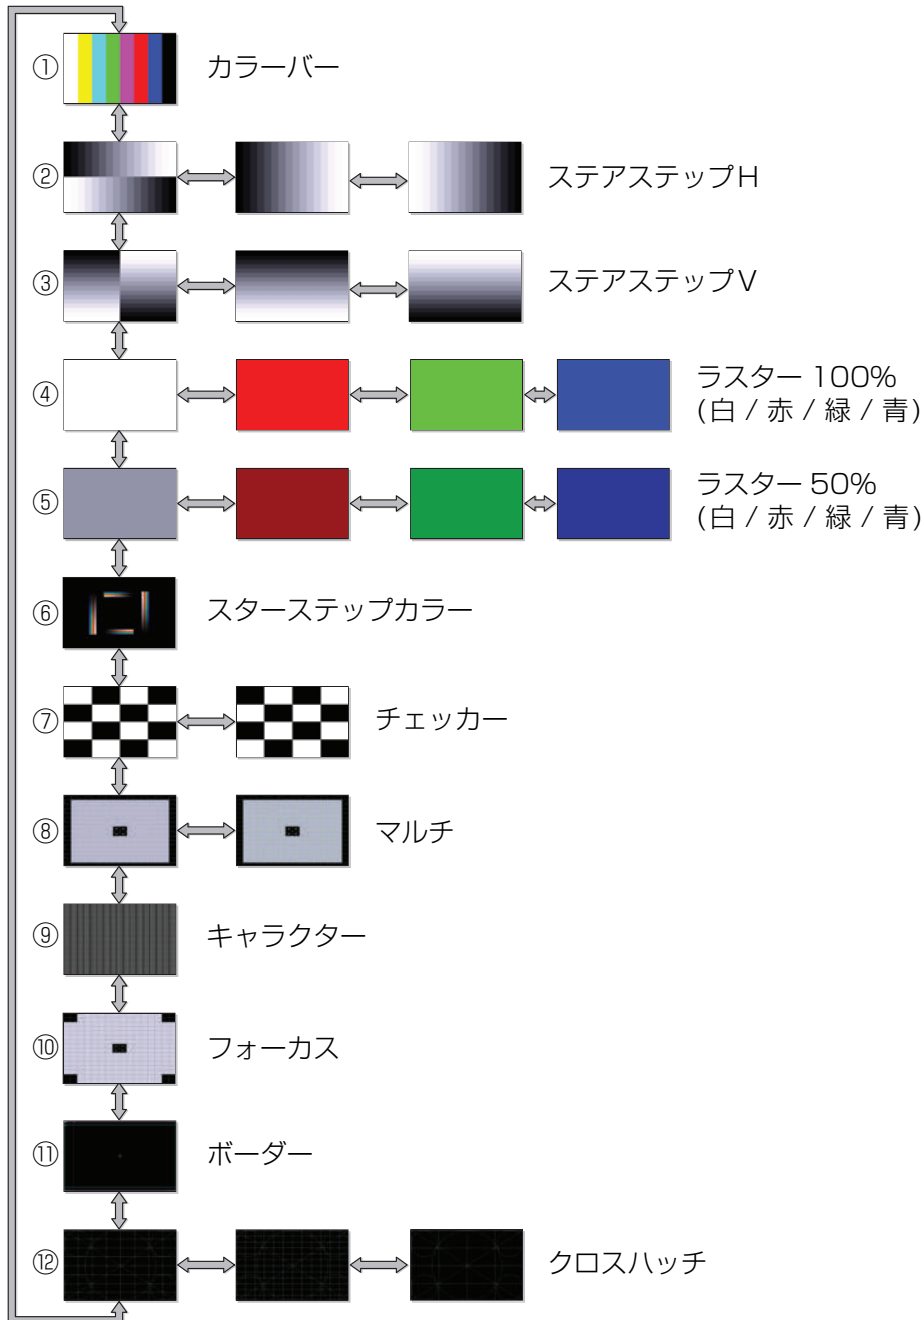 ① カラーバー
② ステアステップH
③ ステアステップV
④ ラスター 100%
(白 / 赤 / 緑 / 青)
⑤ ラスター 50%
(白 / 赤 / 緑 / 青)
⑥ スターステップカラー
⑦ チェッカー
⑧ マルチ
⑨ キャラクター
⑩ フォーカス
⑪ ボーダー
⑫ クロスハッチ